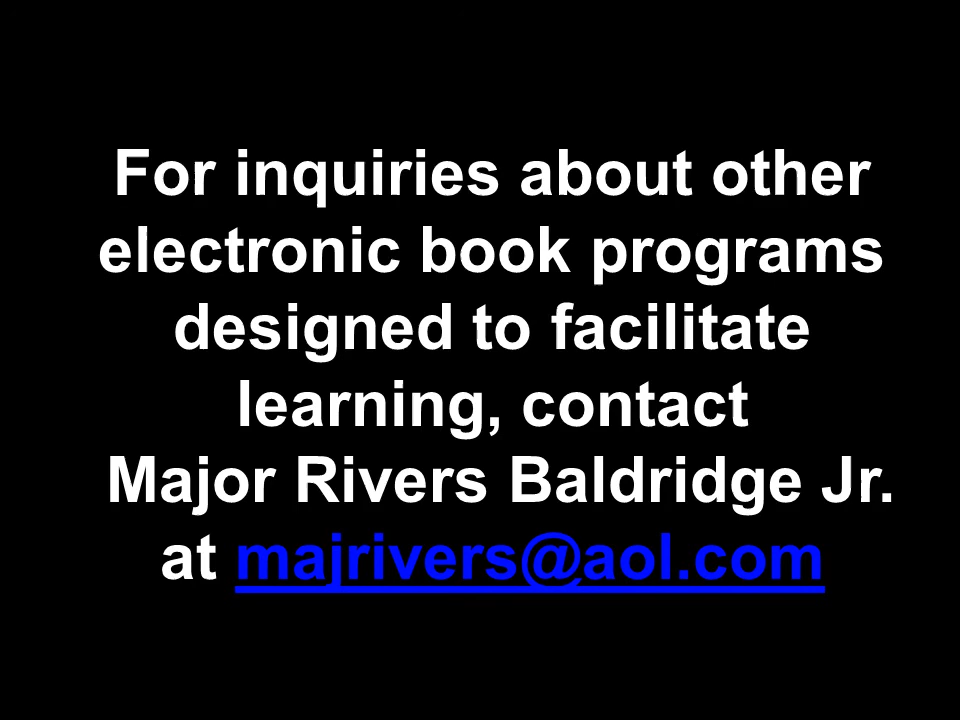 For inquiries about other
electronic book programs
designed to facilitate
learning, contact
Major Rivers Baldridge Jr.
at majrivers@aol.com